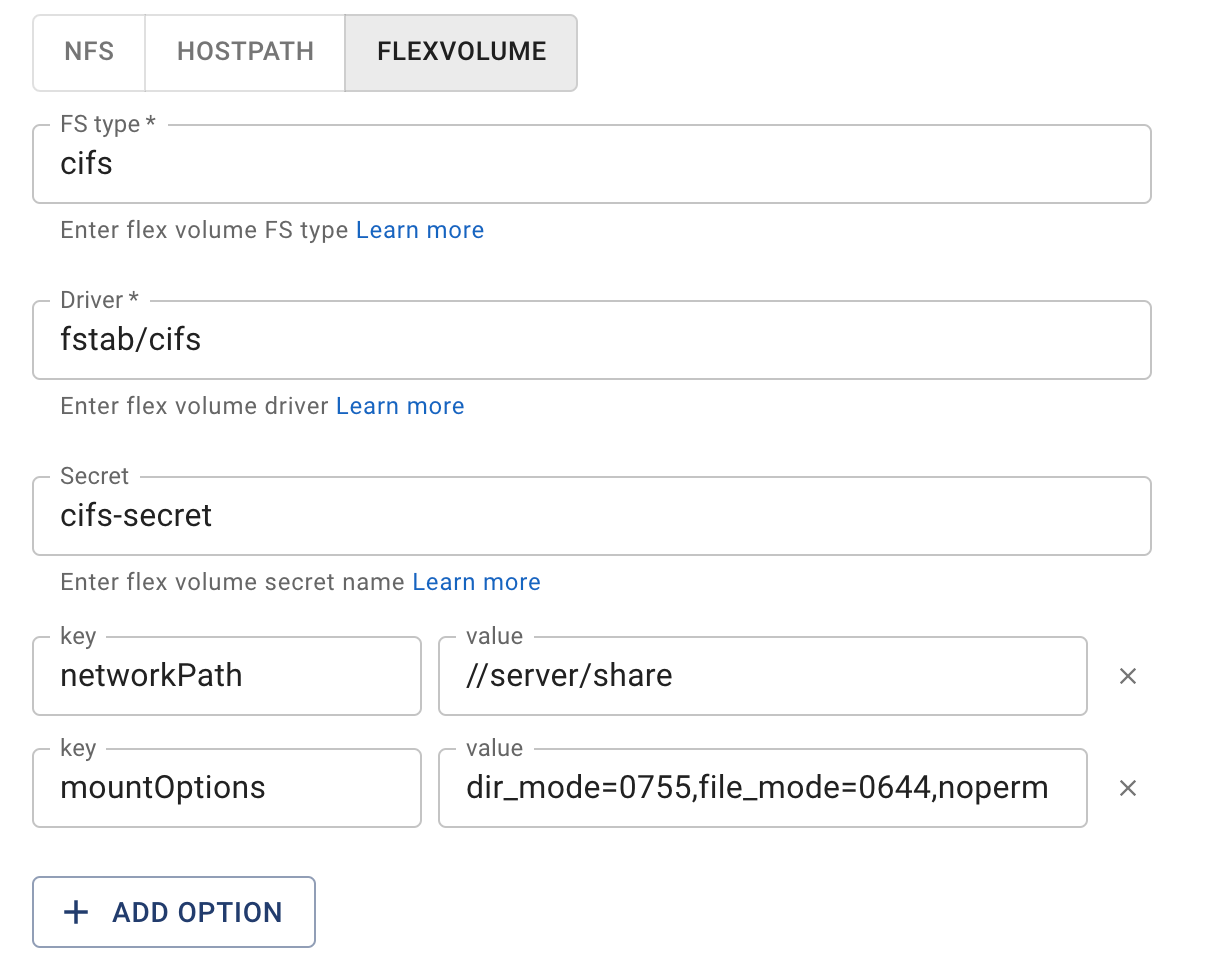 NFS HOSTPATH FLEXVOLUME
FS type *
cifs
Enter flex volume FS type Learn more
Driver *
fstab/cifs
Enter flex volume driver Learn more
Secret
cifs-secret
Enter flex volume secret name Learn more
key value
networkPath //server/share
key value
mountOptions dir_mode=0755,file_mode=0644,noperm
ADD OPTION